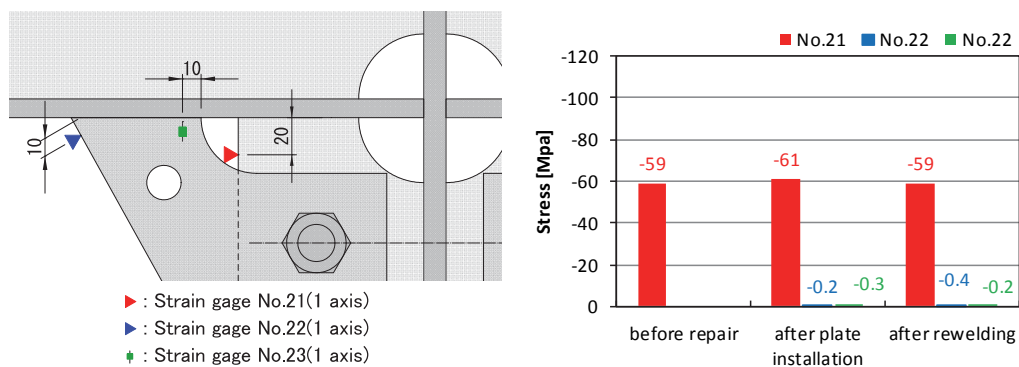 10
10
20
▶ : Strain gage No.21(1 axis)
▶ : Strain gage No.22(1 axis)
: Strain gage No.23(1 axis)
No.21 No.22 No.22
Stress [Mpa]
-120
-100
-80
-60
-40
-20
0
-59
-61
-0.2
-0.3
-59
-0.4
-0.2
before repair
after plate
installation
after rewelding